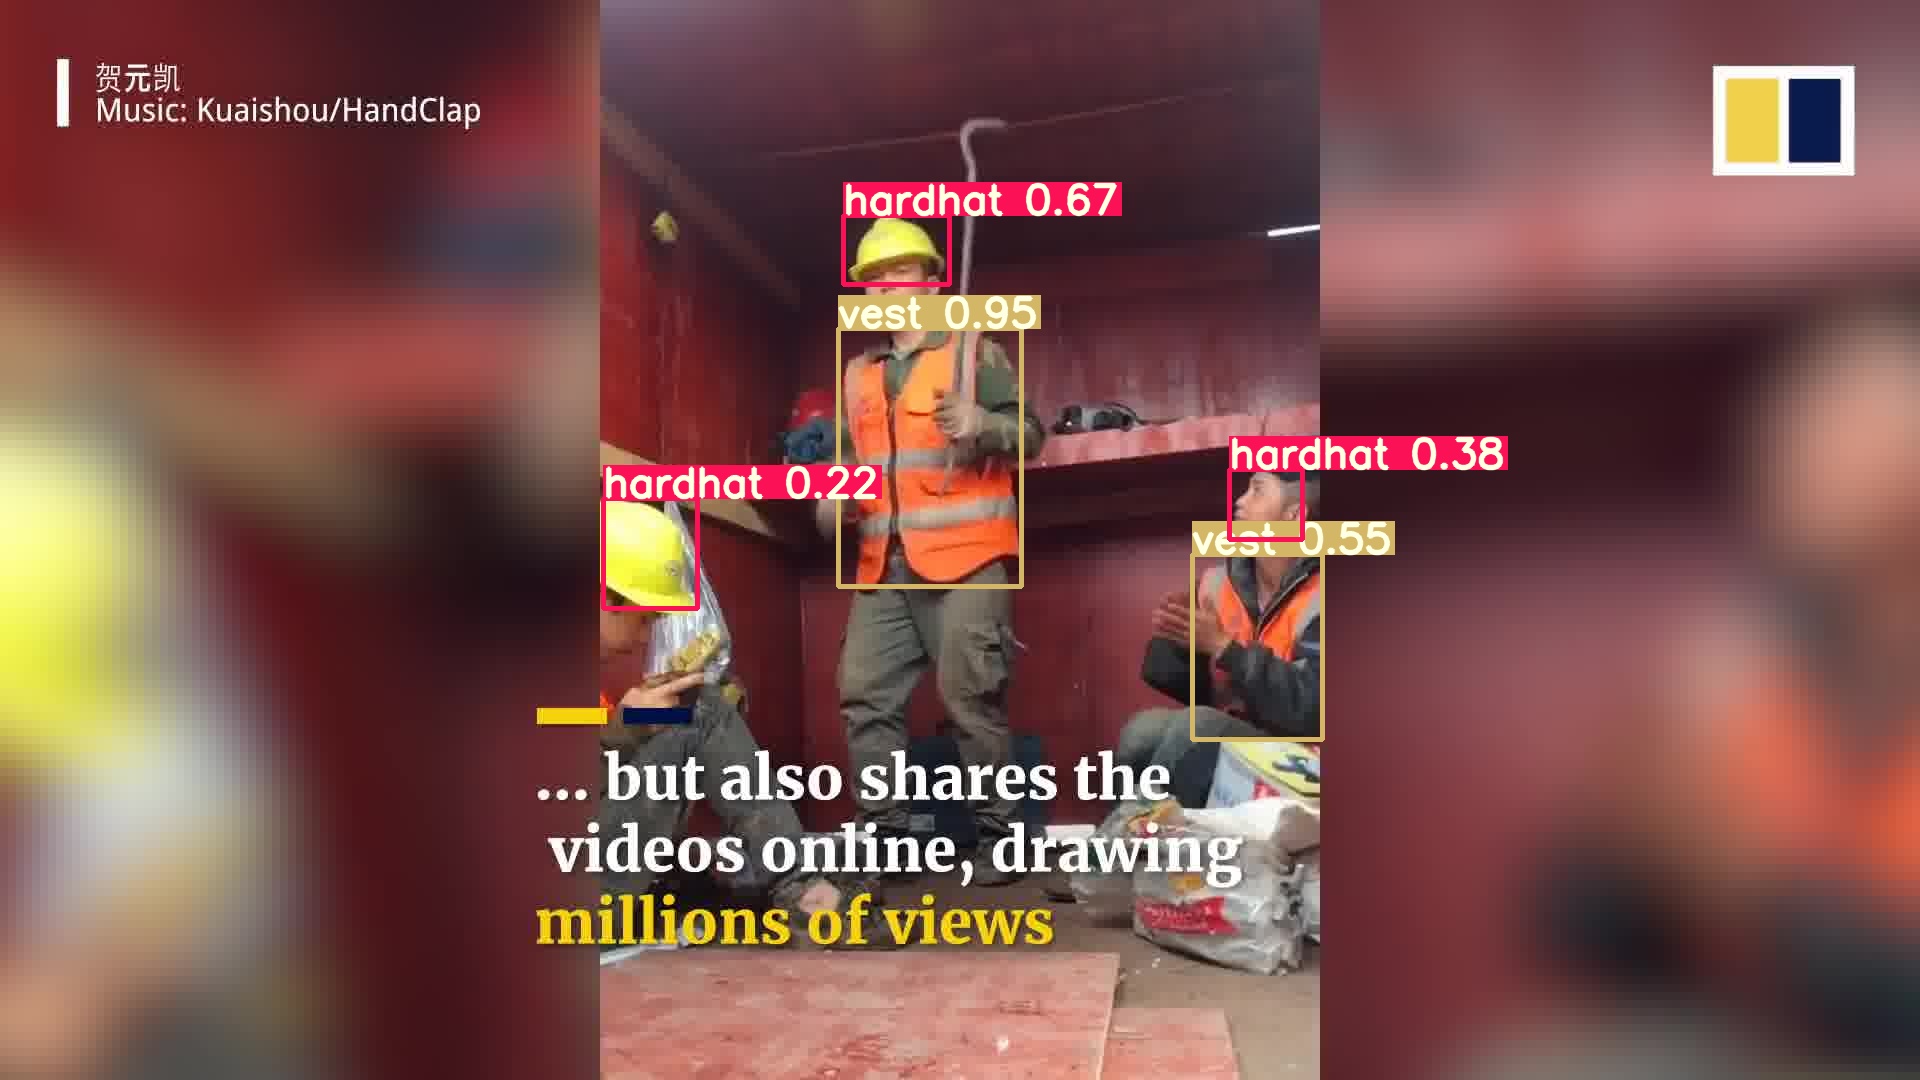 贺元凯
Music: Kuaishou/HandClap
hardhat 0.67
vest 0.95
hardhat 0.38
hardhat 0.22
vest 0.55
... but also shares the
videos online, drawing
millions of views